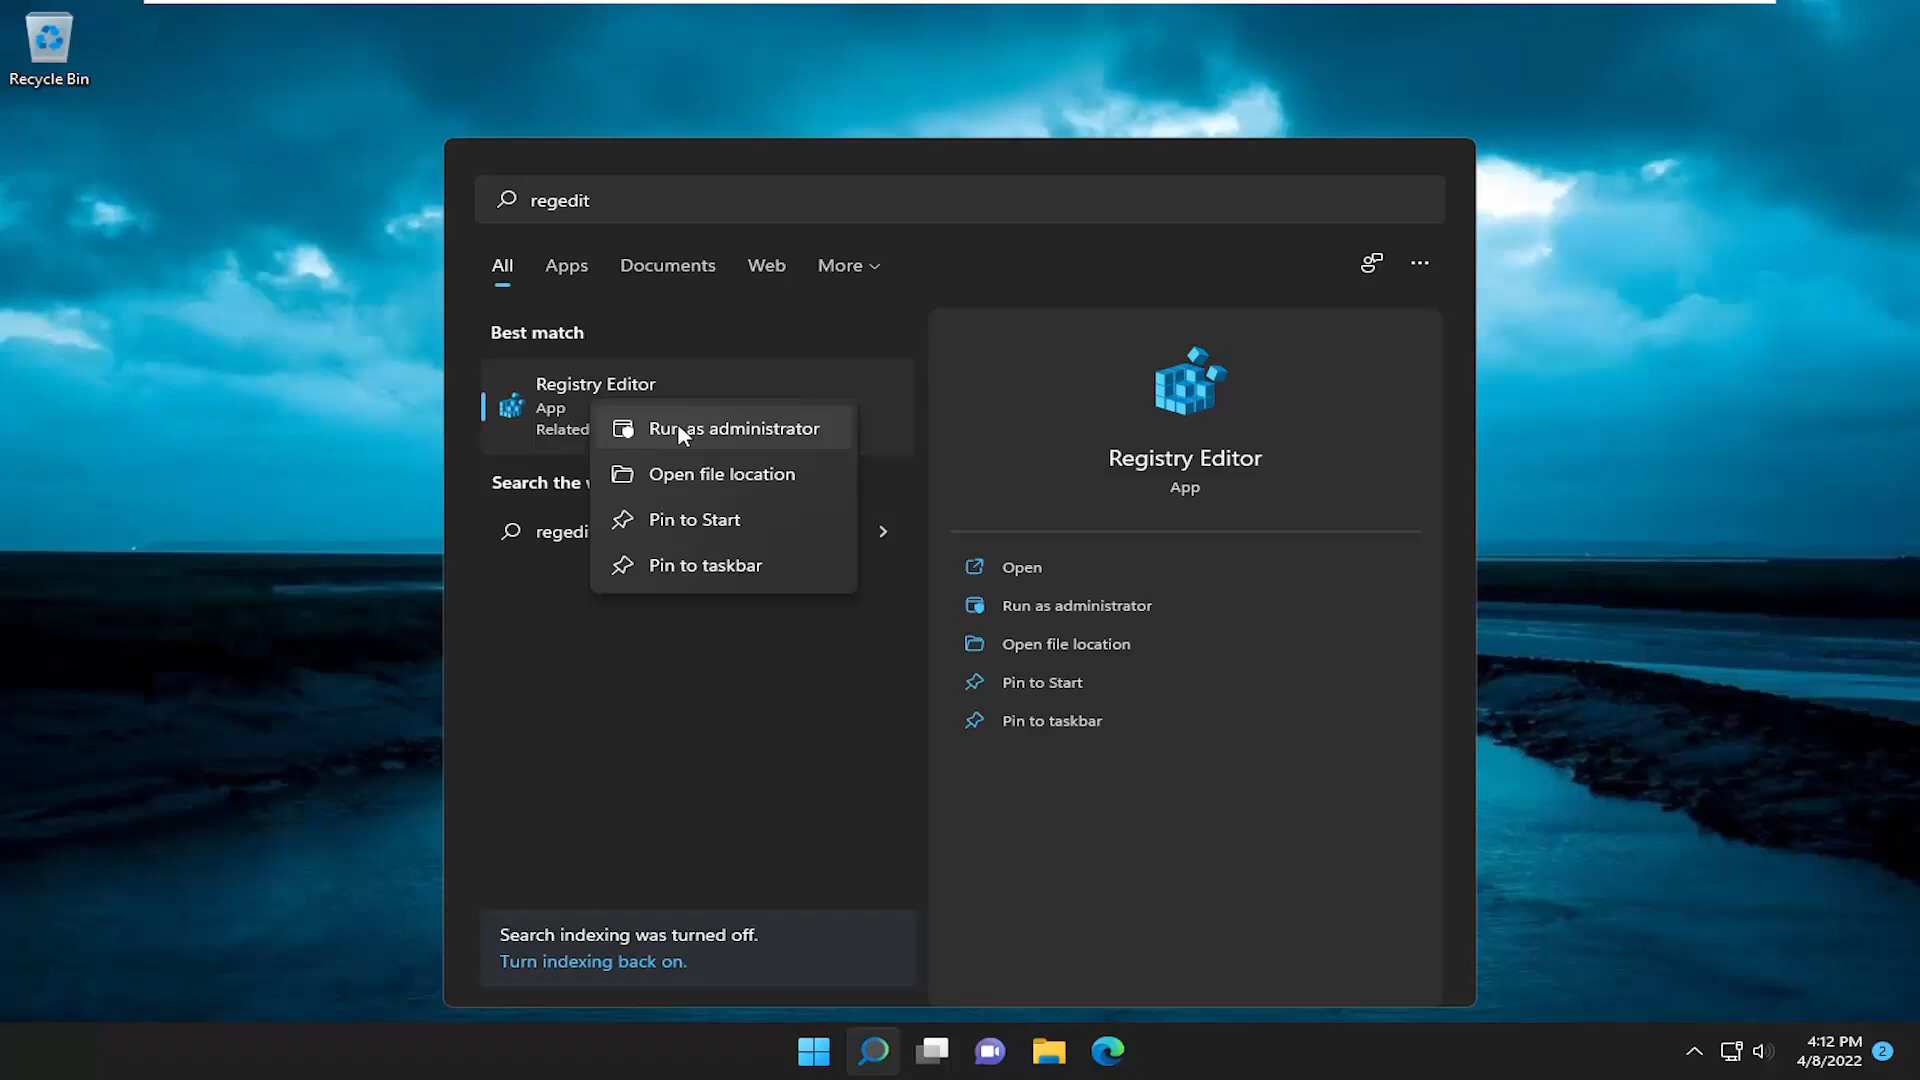 Recycle Bin
regedit
All Apps Documents Web More
Best match
Registry Editor
App
Related
Run as administrator
Open file location
Pin to Start
Pin to taskbar
Search the
Registry Editor
App
Open
Run as administrator
Open file location
Pin to Start
Pin to taskbar
Search indexing was turned off.
Turn indexing back on.
4:12 PM
4/8/2022
2